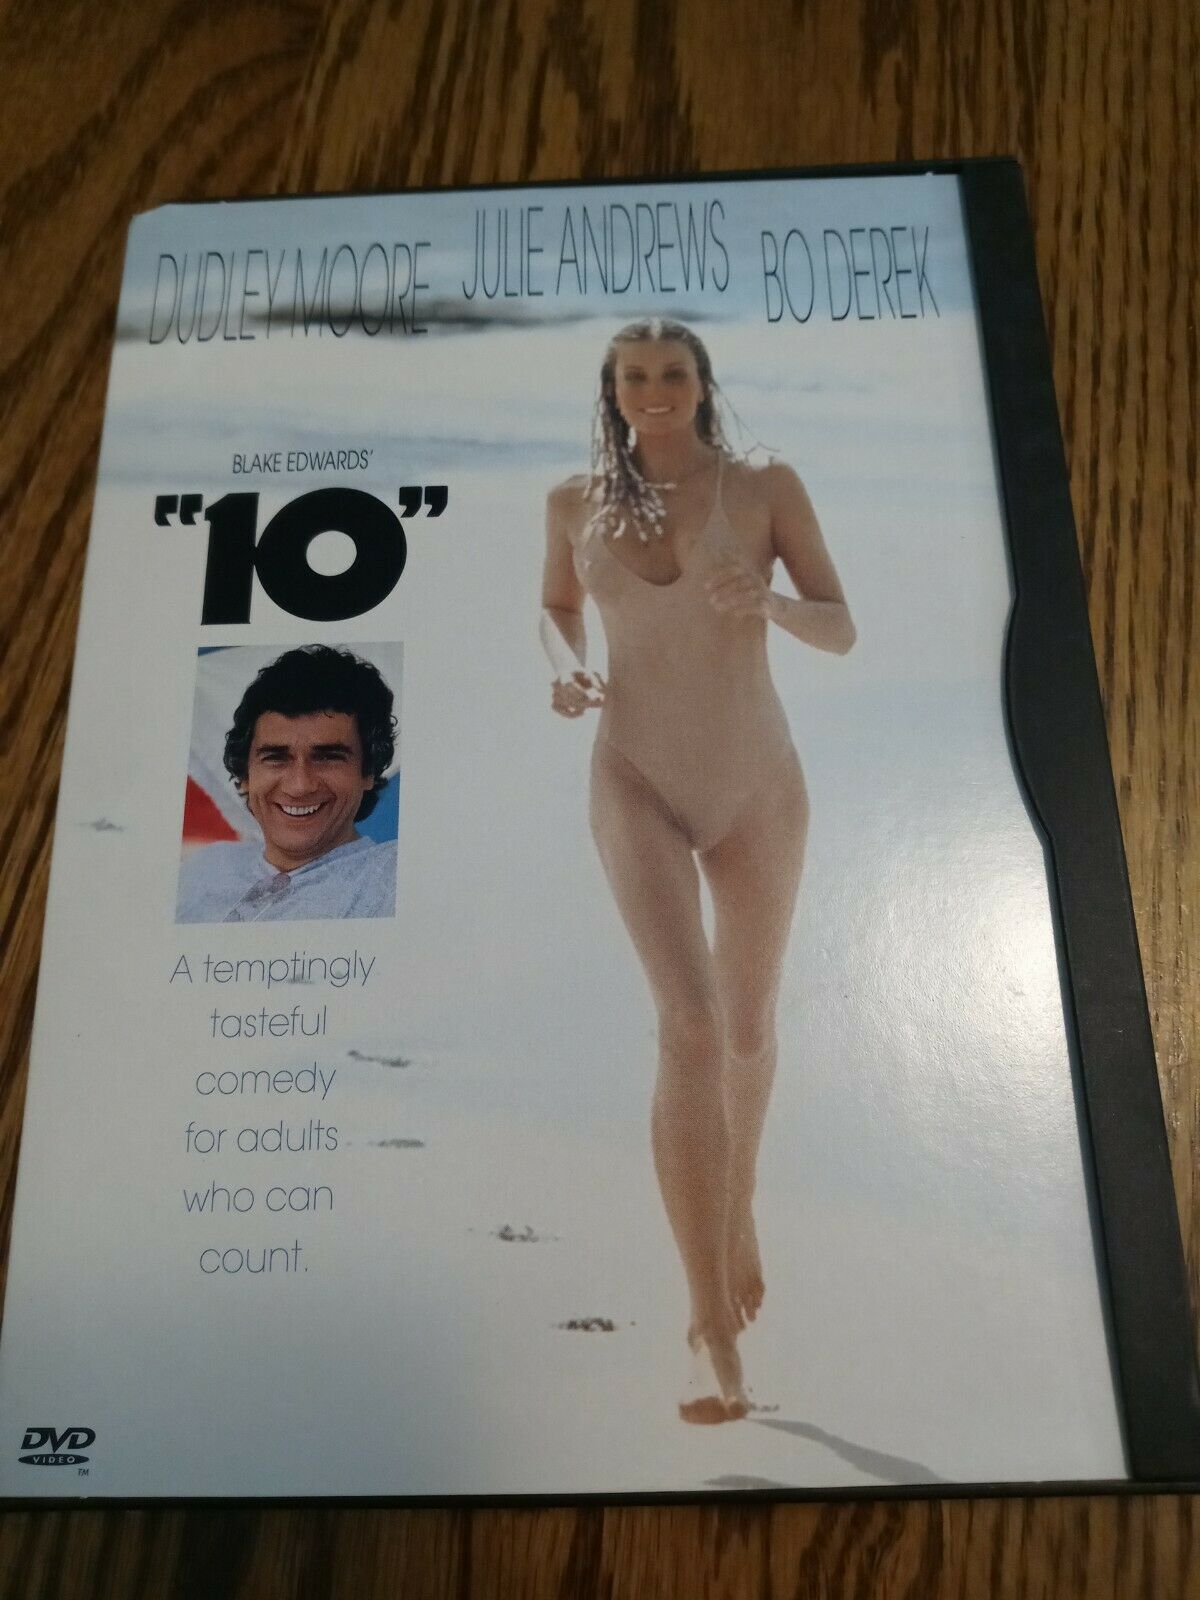 DUDLEY MOORE JULIE ANDREWS BO DEREK
BLAKE EDWARDS'
"10"
A temptingly
tasteful
comedy
for adults
who can
count.
DVD
VIDEO
TM